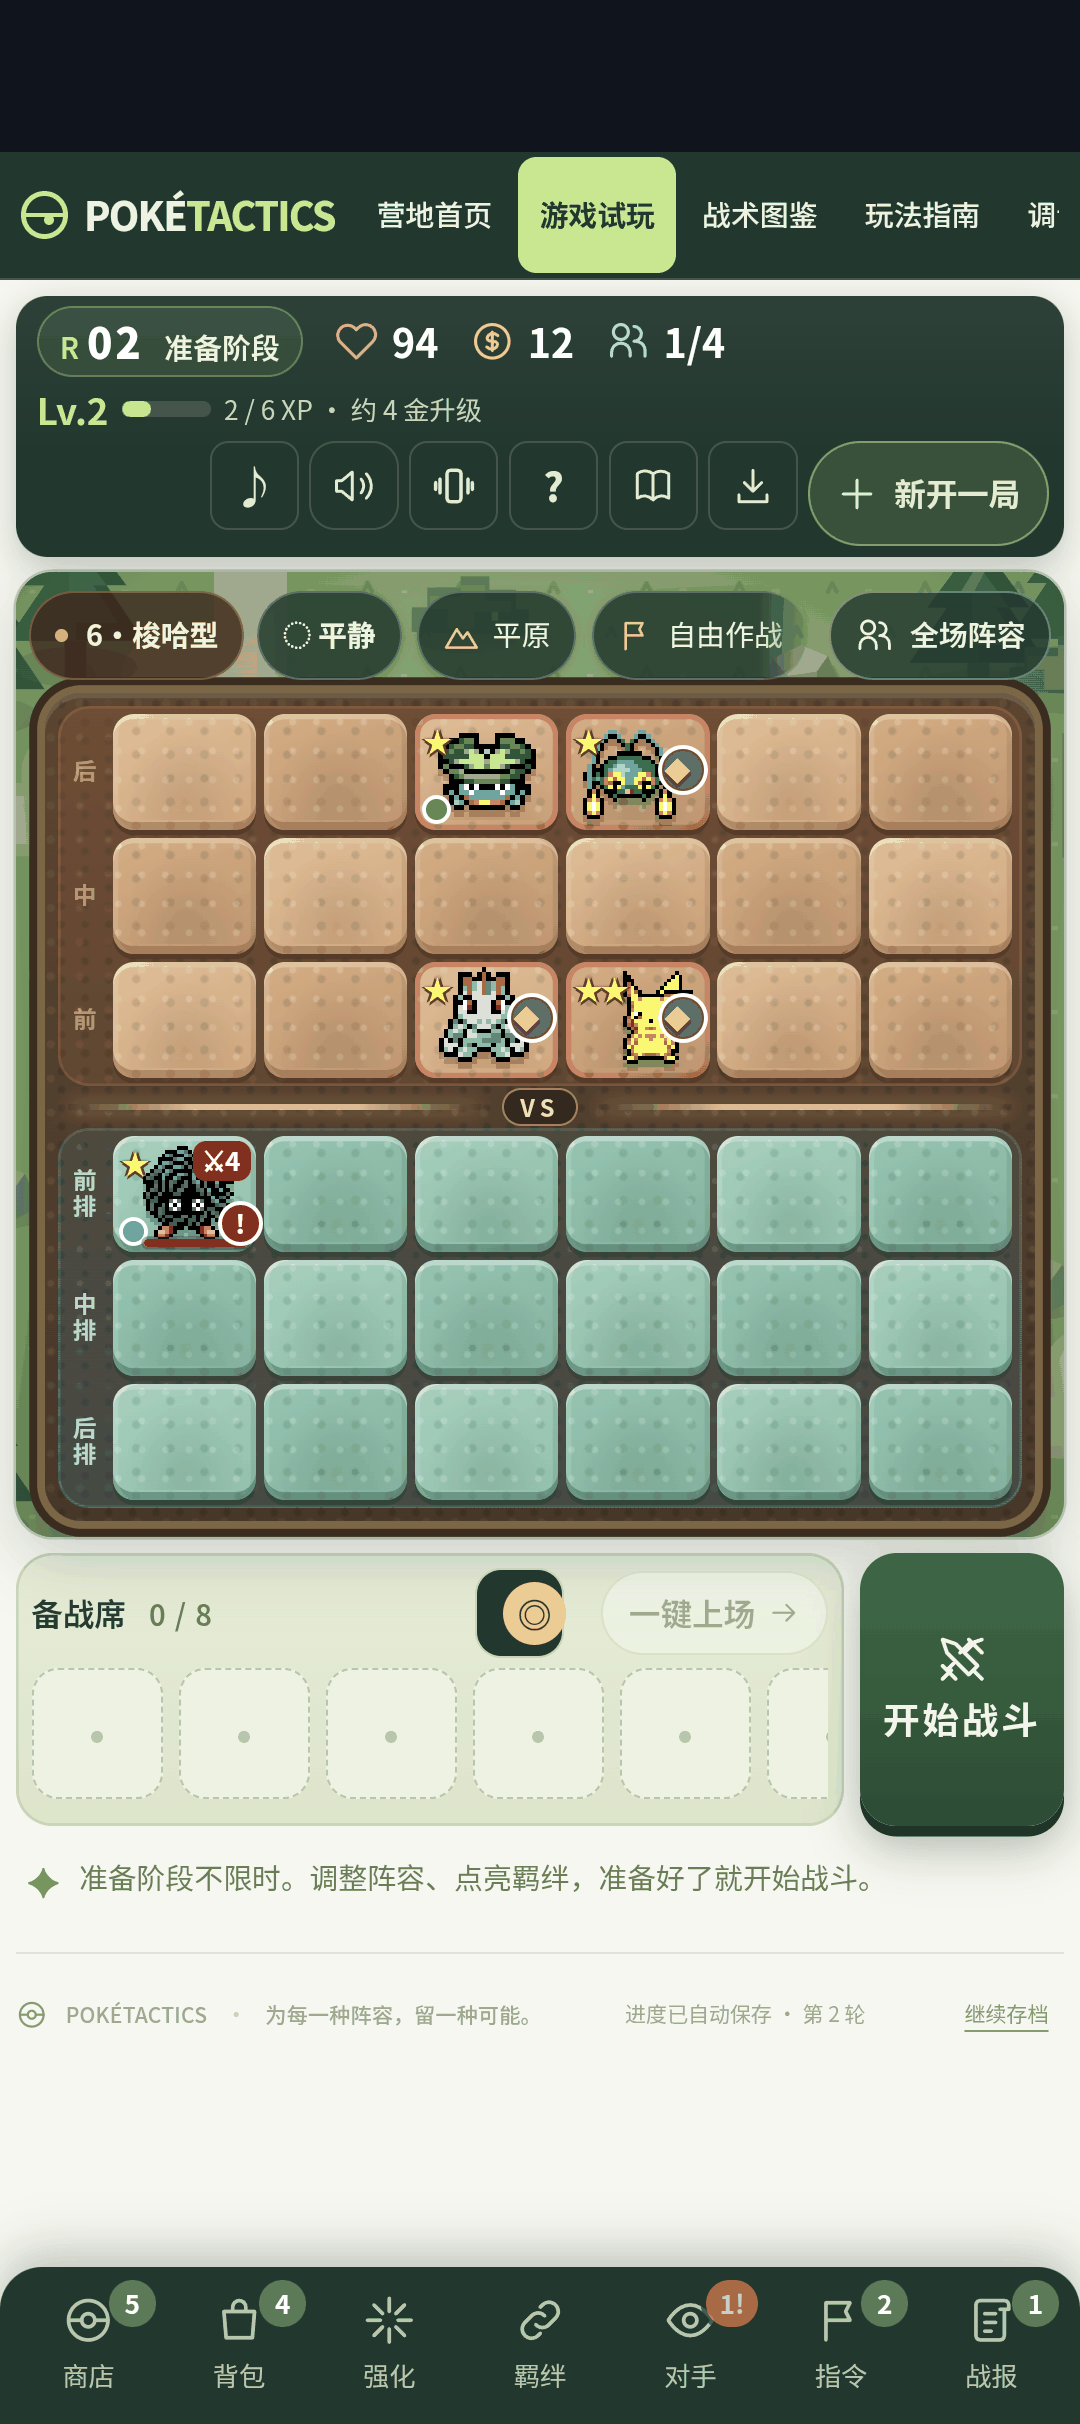 POKÉTACTICS 营地首页 游戏试玩 战术图鉴 玩法指南 调
R 02 准备阶段 94 12 1/4
Lv.2 2 / 6 XP · 约 4 金升级
? 新开一局
6 · 梭哈型 平静 平原 自由作战 全场阵容
后
中
前
VS
前排 4 !
中排
后排
备战席 0 / 8 一键上场 →
开始战斗
准备阶段不限时。调整阵容、点亮羁绊，准备好了就开始战斗。
POKÉTACTICS · 为每一种阵容，留一种可能。 进度已自动保存 · 第 2 轮 继续存档
5 4 1! 2 1
商店 背包 强化 羁绊 对手 指令 战报